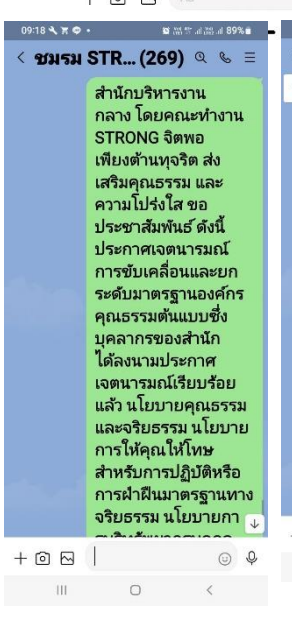 09:18
89%
ชมรม STR... (269)
สำนักบริหารงาน
กลาง โดยคณะทำงาน
STRONG จิตพอ
เพียงต้านทุจริต ส่ง
เสริมคุณธรรม และ
ความโปร่งใส ขอ
ประชาสัมพันธ์ ดังนี้
ประกาศเจตนารมณ์
การขับเคลื่อนและยก
ระดับมาตรฐานองค์กร
คุณธรรมต้นแบบซึ่ง
บุคลากรของสำนัก
ได้ลงนามประกาศ
เจตนารมณ์เรียบร้อย
แล้ว นโยบายคุณธรรม
และจริยธรรม นโยบาย
การให้คุณให้โทษ
สำหรับการปฏิบัติหรือ
การฝ่าฝืนมาตรฐานทาง
จริยธรรม นโยบายกา